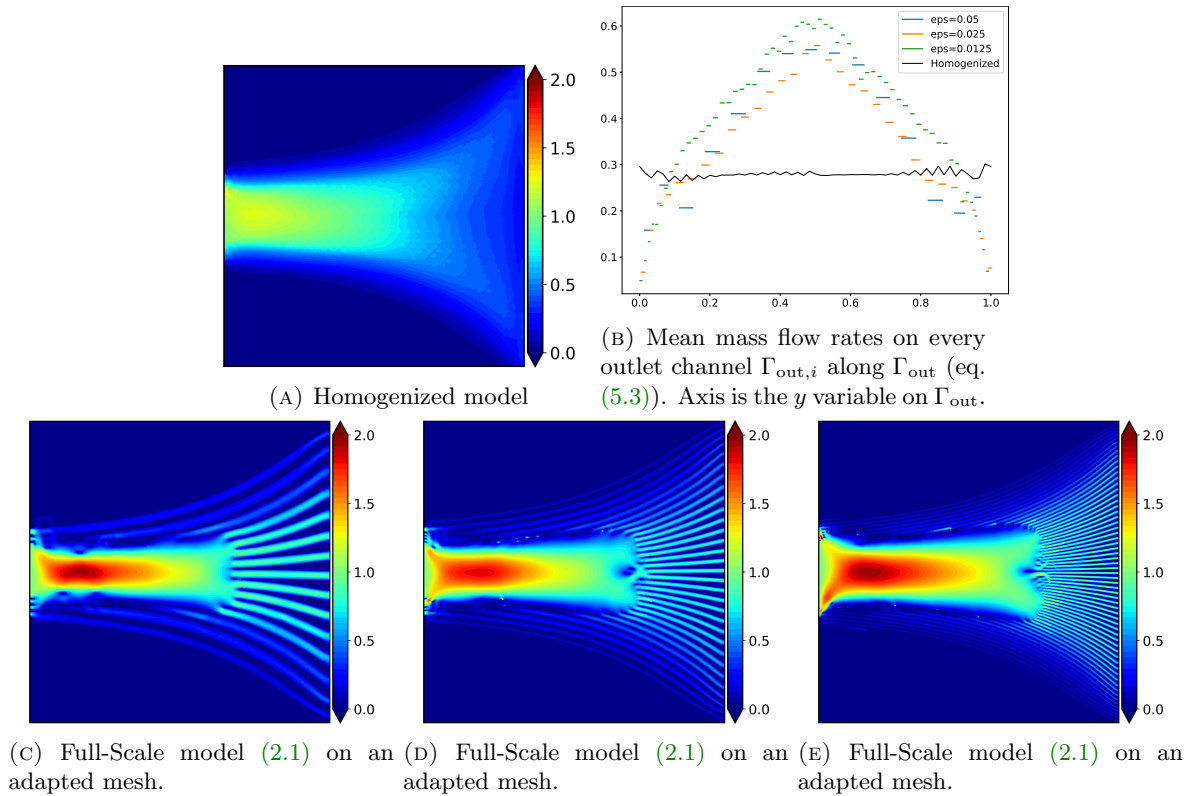 2.0
1.5
1.0
0.5
0.0
(A) Homogenized model
0.6
0.5
0.4
0.3
0.2
0.1
0.0 0.2 0.4 0.6 0.8 1.0
eps=0.05
eps=0.025
eps=0.0125
Homogenized
(B) Mean mass flow rates on every
outlet channel Γout,i along Γout (eq.
(5.3)). Axis is the y variable on Γout.
2.0
1.5
1.0
0.5
0.0
2.0
1.5
1.0
0.5
0.0
2.0
1.5
1.0
0.5
0.0
(C) Full-Scale model (2.1) on an
adapted mesh.
(D) Full-Scale model (2.1) on an
adapted mesh.
(E) Full-Scale model (2.1) on an
adapted mesh.